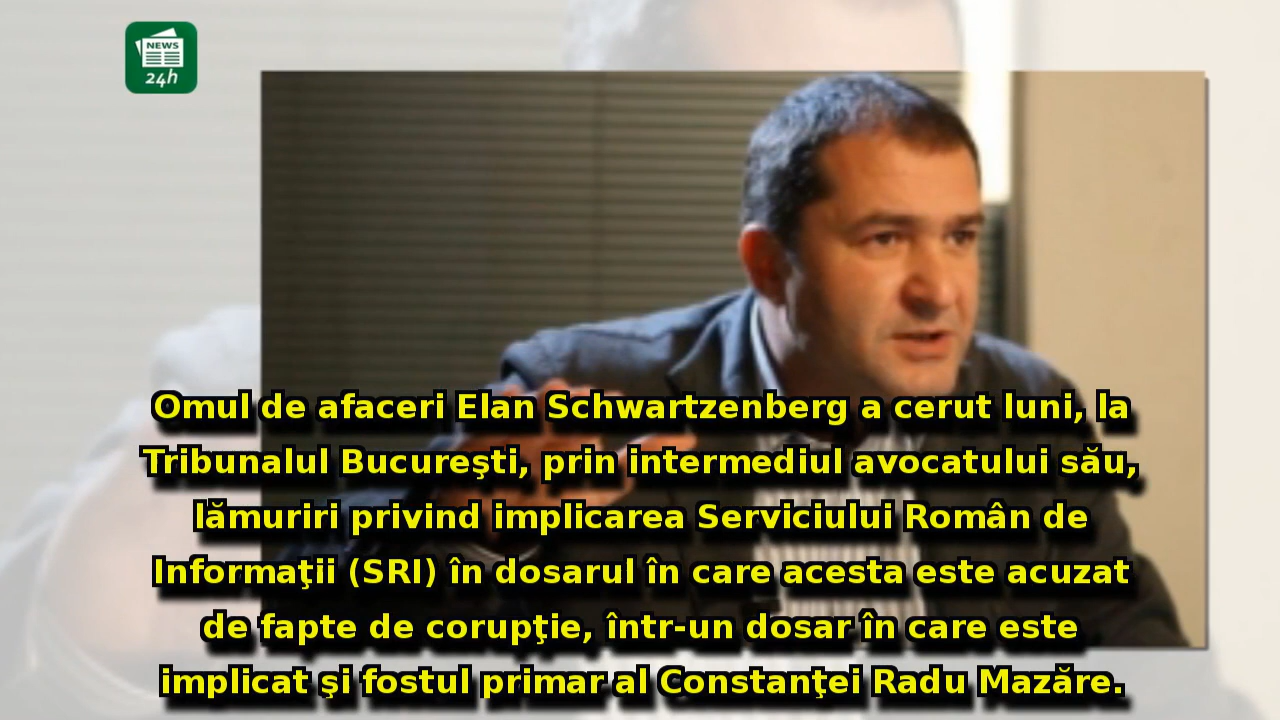 NEWS
24h
Omul de afaceri Elan Schwartzenberg a cerut luni, la
Tribunalul Bucureşti, prin intermediul avocatului său,
lămuriri privind implicarea Serviciului Român de
Informaţii (SRI) în dosarul în care acesta este acuzat
de fapte de corupţie, într-un dosar în care este
implicat şi fostul primar al Constanţei Radu Mazăre.